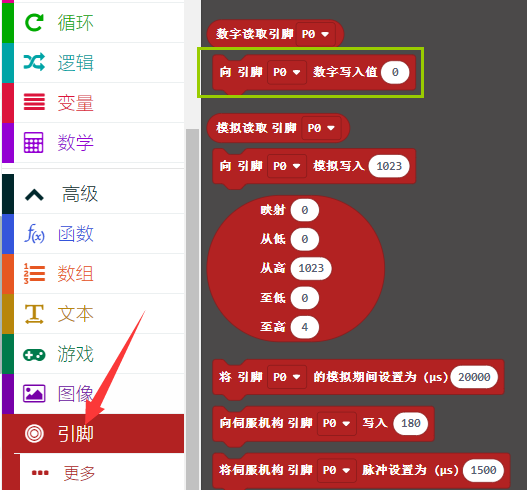 循环
逻辑
变量
数学
高级
f(x) 函数
1 2 3 数组
T 文本
游戏
图像
引脚
更多
数字读取引脚 P0
向 引脚 P0 数字写入值 0
模拟读取 引脚 P0
向 引脚 P0 模拟写入 1023
映射 0
从低 0
从高 1023
至低 0
至高 4
将 引脚 P0 的模拟期间设置为 (µs) 20000
向伺服机构 引脚 P0 写入 180
将伺服机构 引脚 P0 脉冲设置为 (µs) 1500